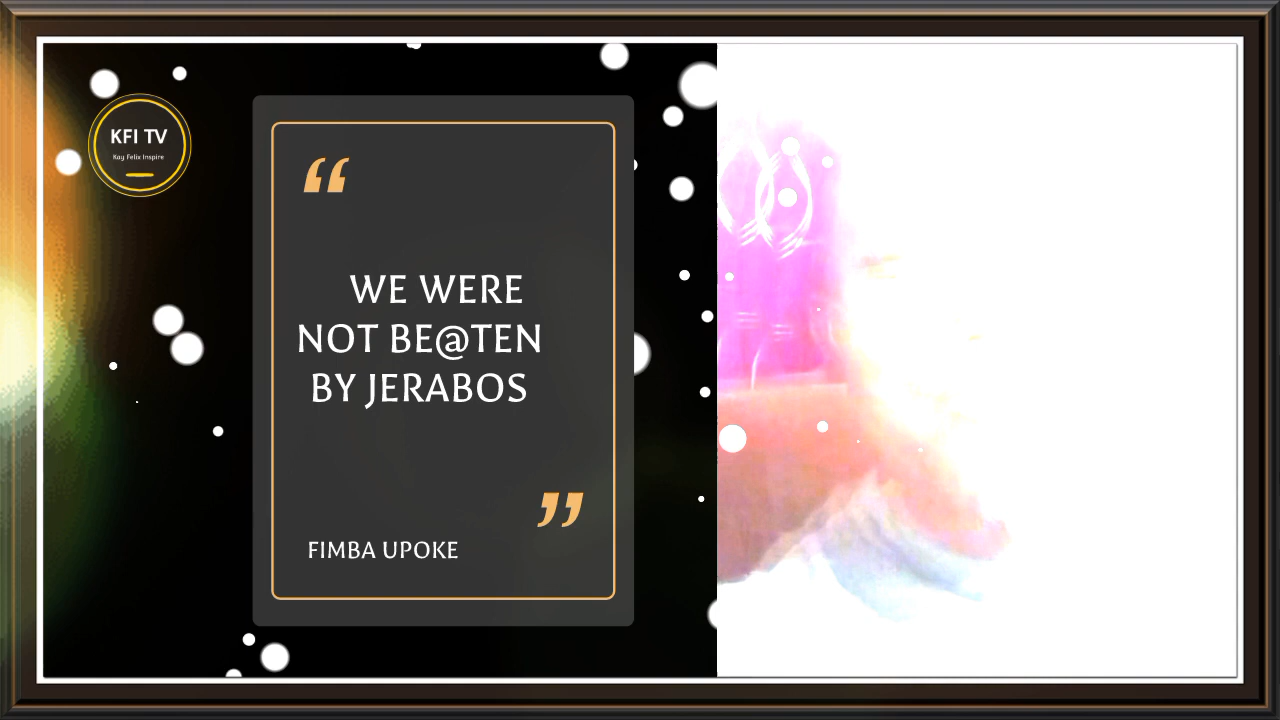 KFI TV
Kay Felix Inspire
“
WE WERE
NOT BE@TEN
BY JERABOS
”
FIMBA UPOKE